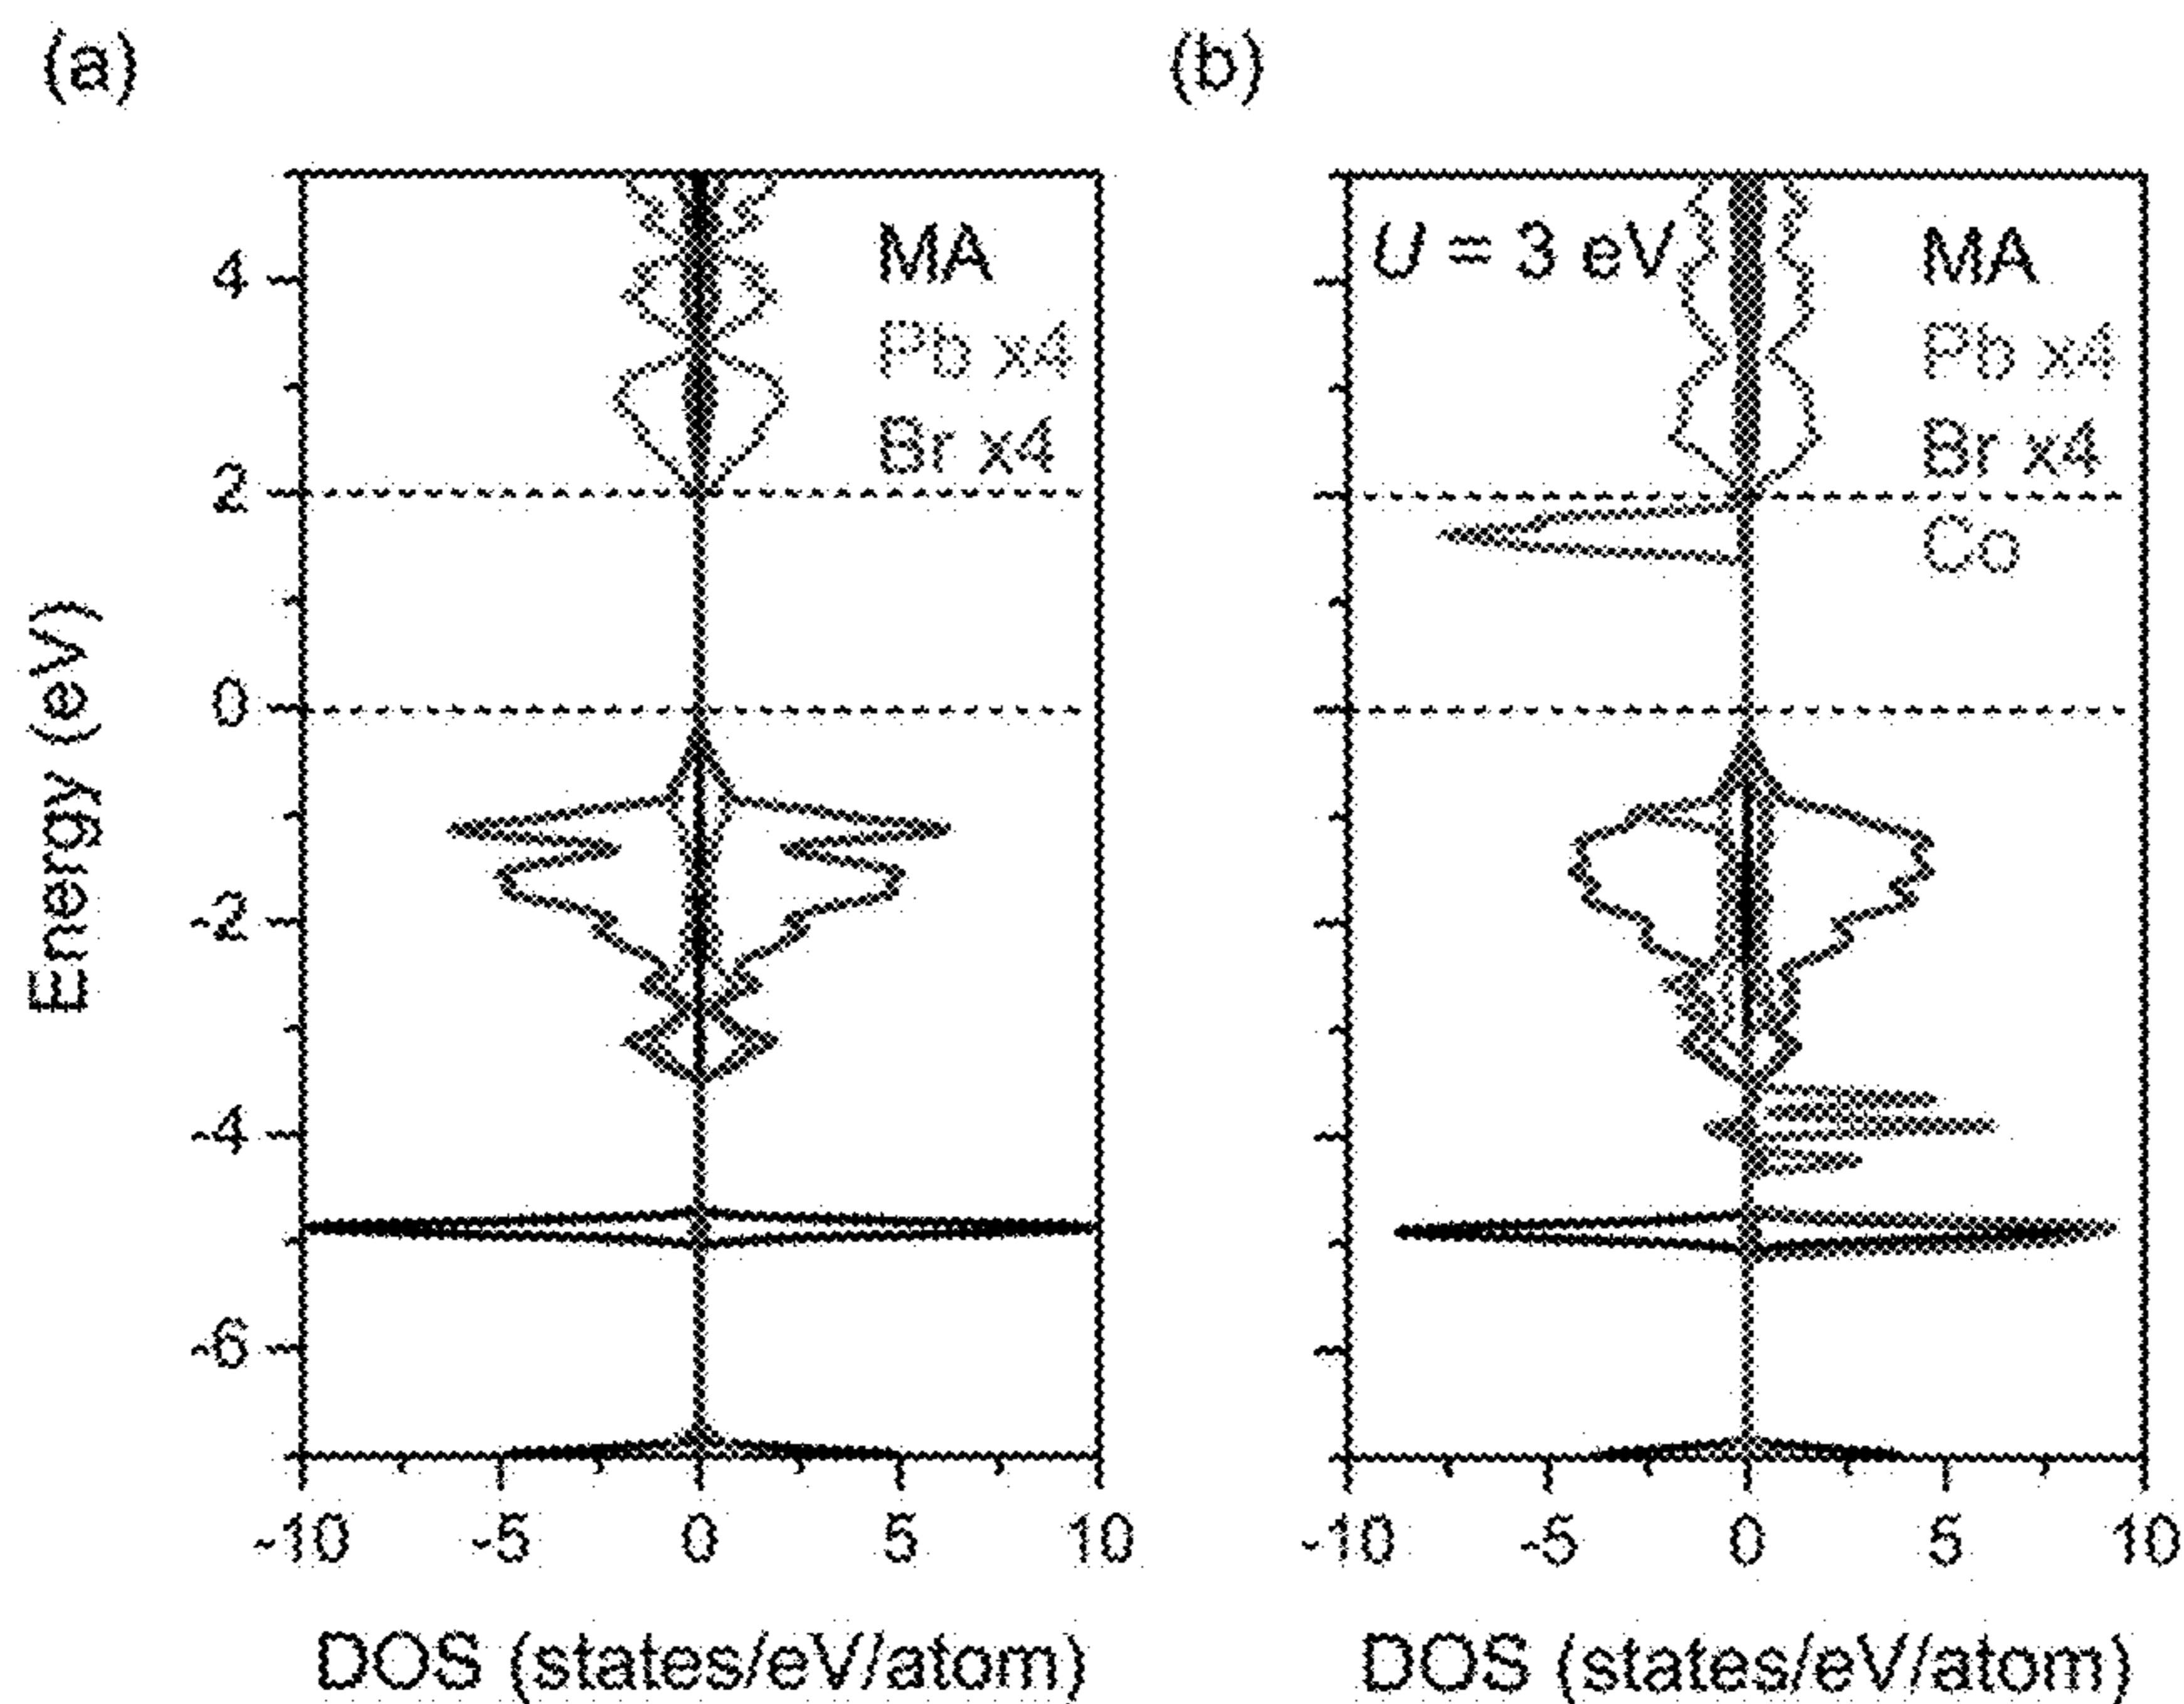 (a)
(b)
MA
Pb x4
Br x4
U = 3 eV
MA
Pb x4
Br x4
Co
Energy (eV)
4
2
0
-2
-4
-6
-10 -5 0 5 10
-10 -5 0 5 10
DOS (states/eV/atom)
DOS (states/eV/atom)